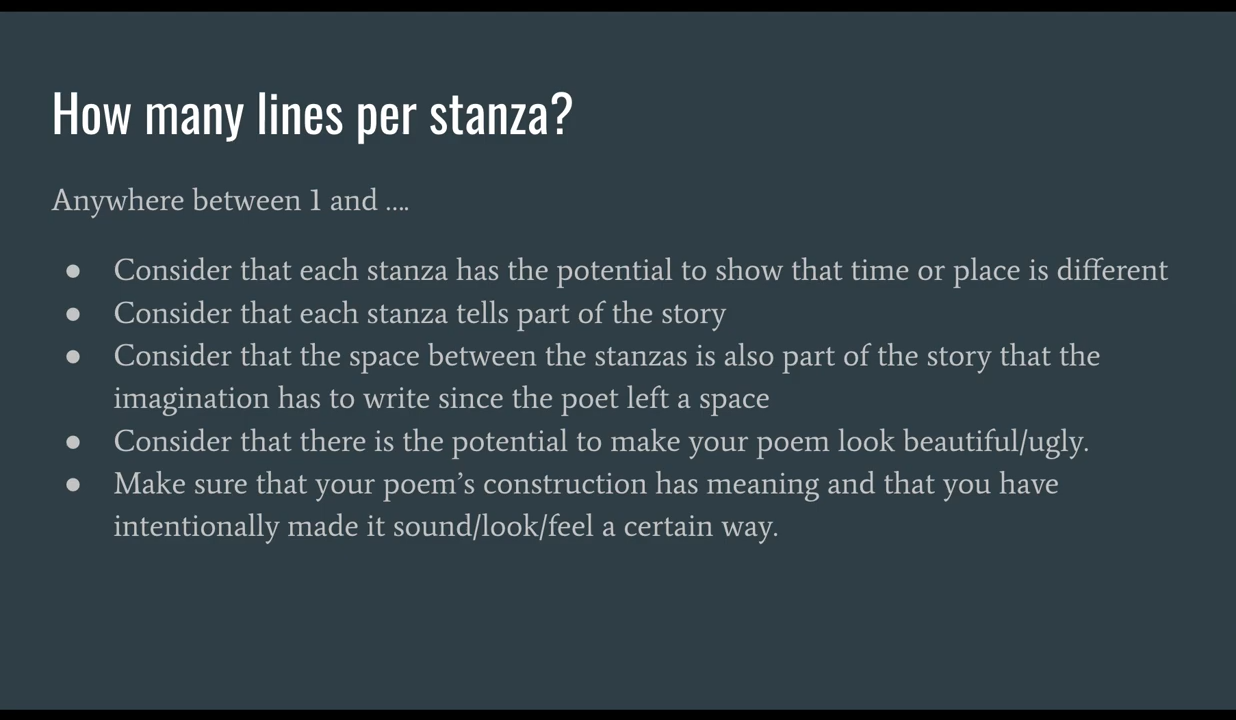 How many lines per stanza?
Anywhere between 1 and ....
● Consider that each stanza has the potential to show that time or place is different
● Consider that each stanza tells part of the story
● Consider that the space between the stanzas is also part of the story that the
imagination has to write since the poet left a space
● Consider that there is the potential to make your poem look beautiful/ugly.
● Make sure that your poem’s construction has meaning and that you have
intentionally made it sound/look/feel a certain way.